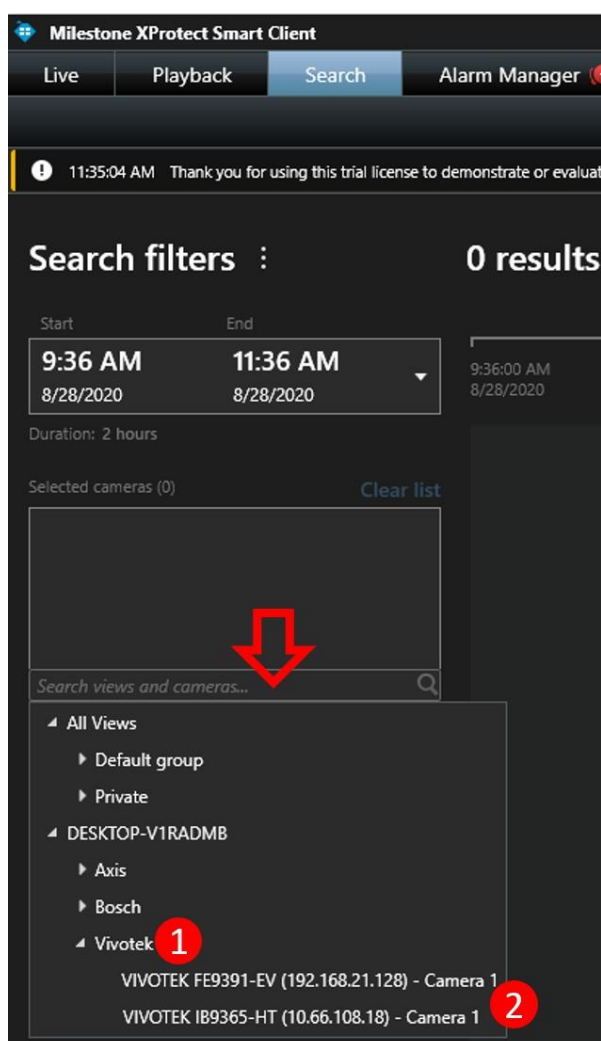 Milestone XProtect Smart Client
Live Playback Search Alarm Manager
11:35:04 AM Thank you for using this trial license to demonstrate or evaluat
Search filters
0 results
Start End
9:36 AM 11:36 AM
8/28/2020 8/28/2020
9:36:00 AM
8/28/2020
Duration: 2 hours
Selected cameras (0) Clear list
Search views and cameras...
All Views
Default group
Private
DESKTOP-V1RADMB
Axis
Bosch
Vivotek 1
VIVOTEK FE9391-EV (192.168.21.128) - Camera 1
VIVOTEK IB9365-HT (10.66.108.18) - Camera 1 2